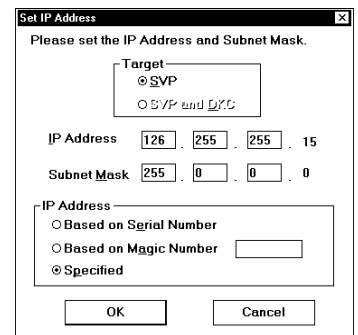 Set IP Address
Please set the IP Address and Subnet Mask.
Target
SVP
SVP and DKC
IP Address 126 . 255 . 255 . 15
Subnet Mask 255 . 0 . 0 . 0
IP Address
Based on Serial Number
Based on Magic Number
Specified
OK Cancel